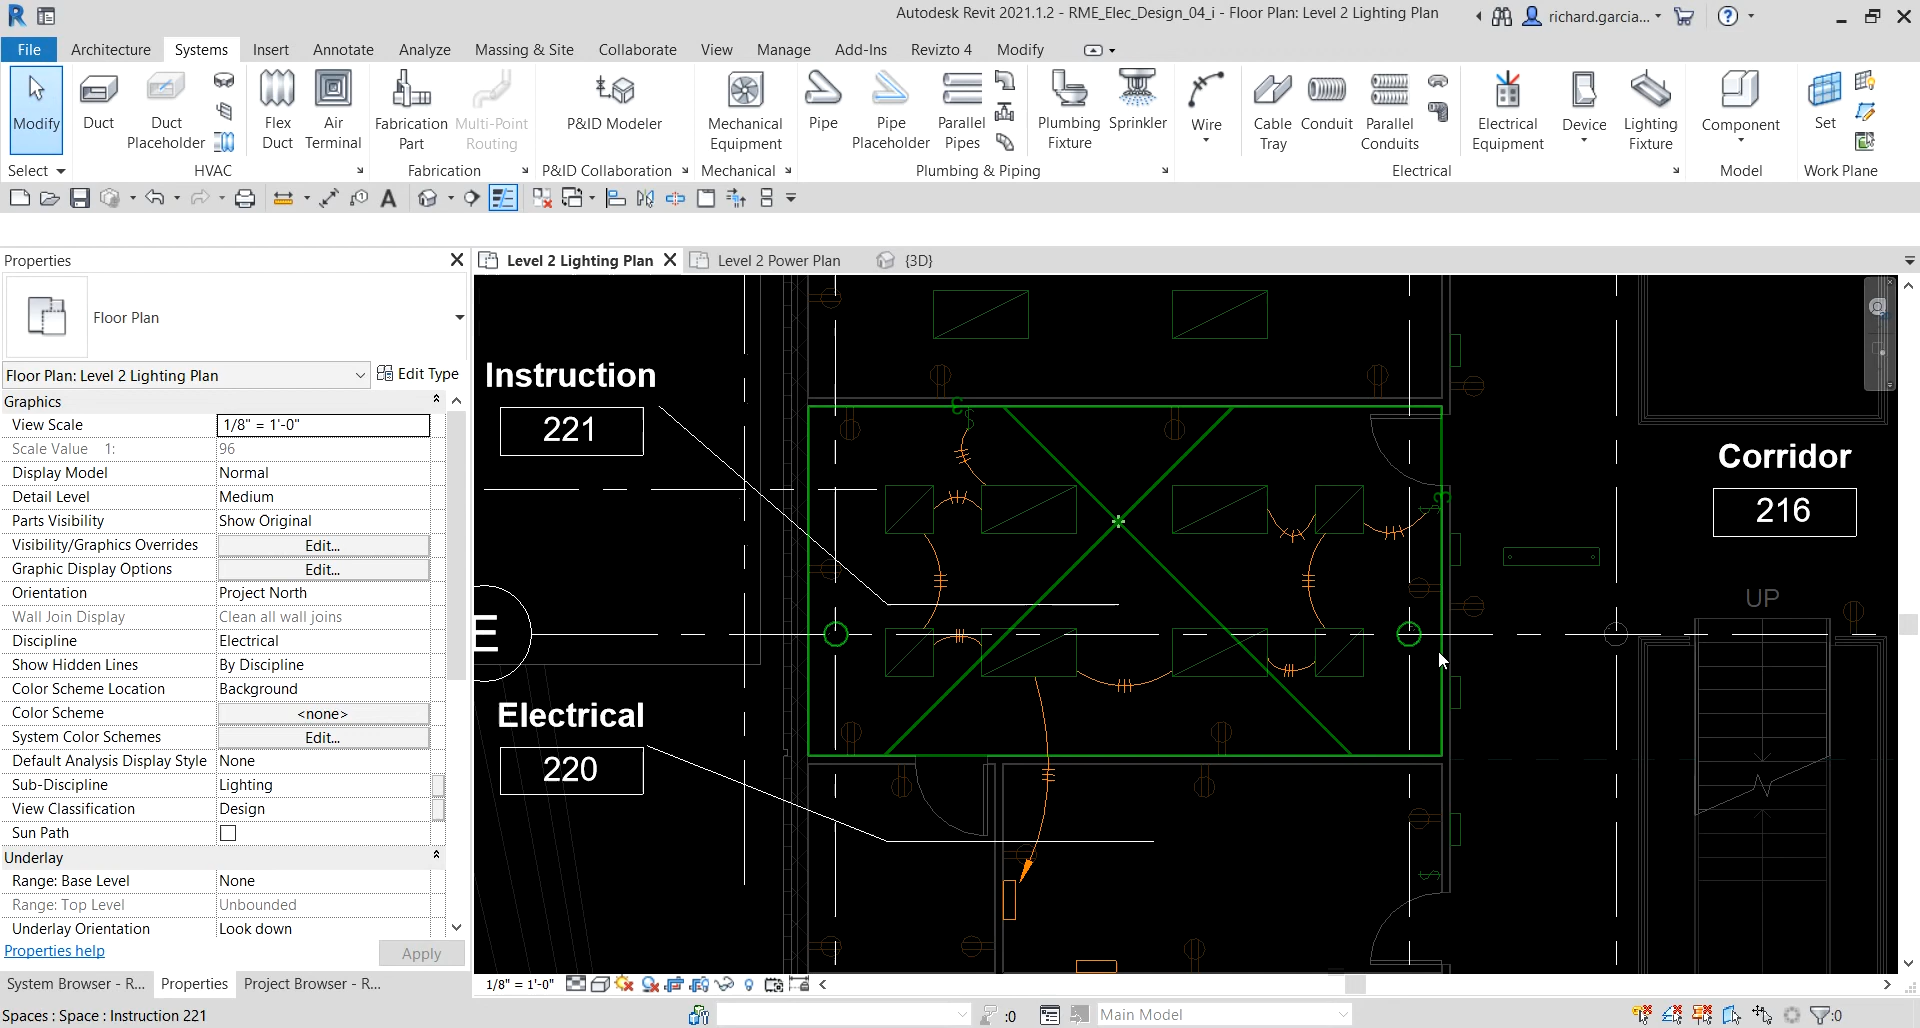 Autodesk Revit 2021.1.2 - RME_Elec_Design_04_i - Floor Plan: Level 2 Lighting Plan
richard.garcia...
File Architecture Systems Insert Annotate Analyze Massing & Site Collaborate View Manage Add-Ins Revizto 4 Modify
Modify
Duct
Duct Placeholder
Flex Duct
Air Terminal
Fabrication Part
Multi-Point Routing
P&ID Modeler
Mechanical Equipment
Pipe
Pipe Placeholder
Parallel Pipes
Plumbing Fixture
Sprinkler
Wire
Cable Tray
Conduit
Parallel Conduits
Electrical Equipment
Device
Lighting Fixture
Component
Set
Select HVAC Fabrication P&ID Collaboration Mechanical Plumbing & Piping Electrical Model Work Plane
Properties
Level 2 Lighting Plan
Level 2 Power Plan
{3D}
Floor Plan
Floor Plan: Level 2 Lighting Plan
Edit Type
Graphics
View Scale 1/8" = 1'-0"
Scale Value 1: 96
Display Model Normal
Detail Level Medium
Parts Visibility Show Original
Visibility/Graphics Overrides Edit...
Graphic Display Options Edit...
Orientation Project North
Wall Join Display Clean all wall joins
Discipline Electrical
Show Hidden Lines By Discipline
Color Scheme Location Background
Color Scheme <none>
System Color Schemes Edit...
Default Analysis Display Style None
Sub-Discipline Lighting
View Classification Design
Sun Path
Underlay
Range: Base Level None
Range: Top Level Unbounded
Underlay Orientation Look down
Properties help
Apply
System Browser - R...
Properties
Project Browser - R...
Instruction
221
E
Electrical
220
3
$
3
$
$
Corridor
216
UP
1/8" = 1'-0"
Spaces : Space : Instruction 221
:0
Main Model
:0